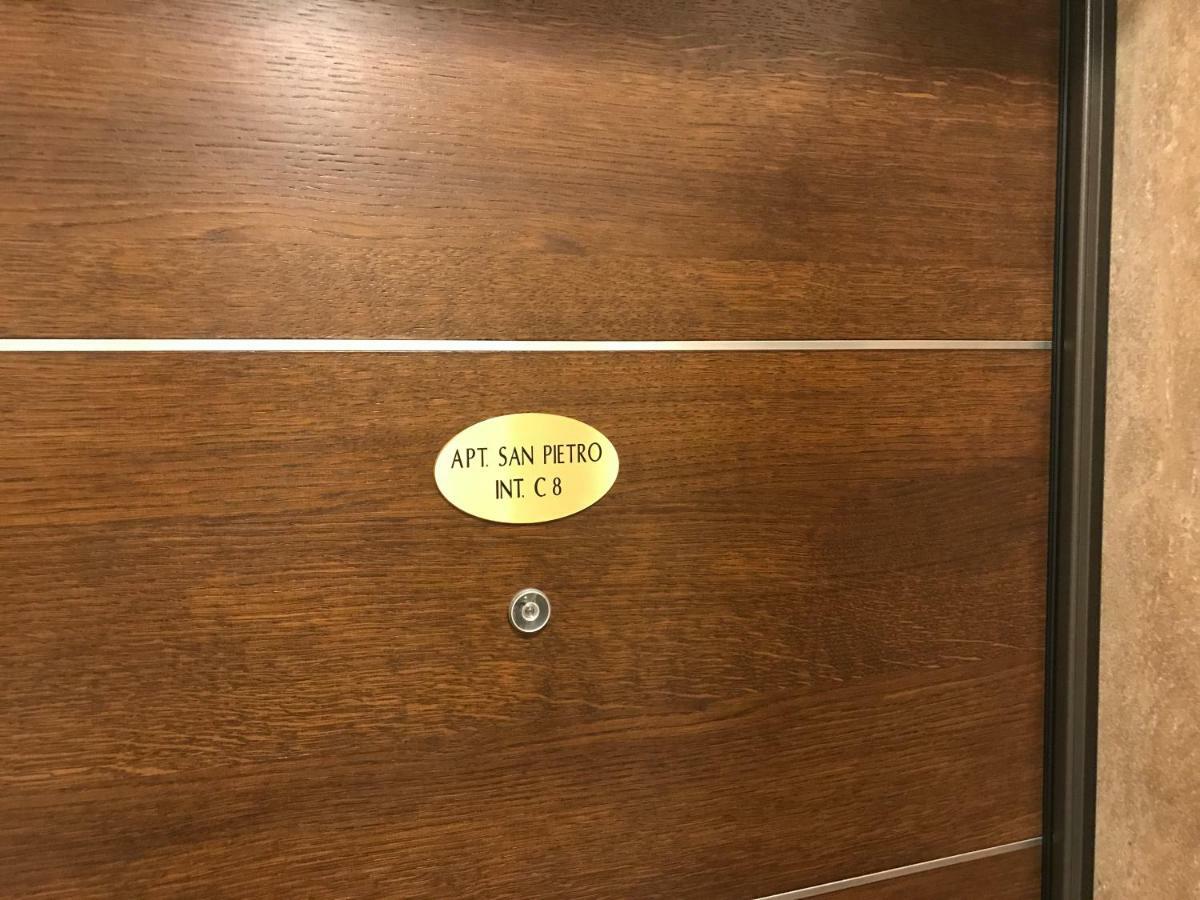 APT. SAN PIETRO
INT. C 8